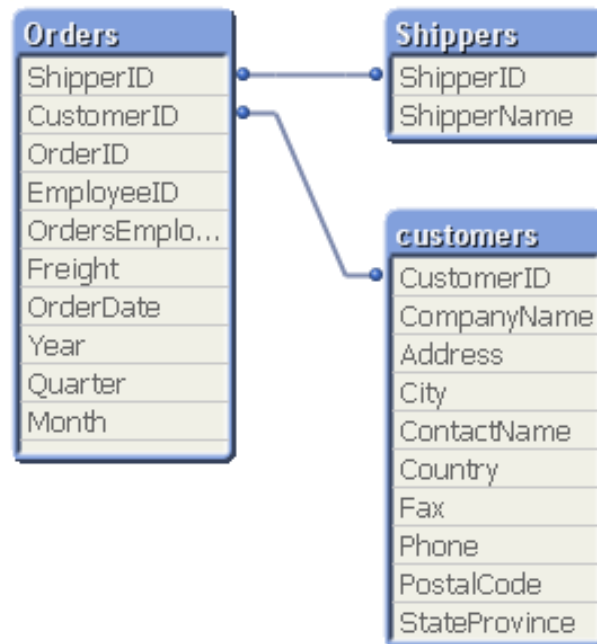 Orders
ShipperID
CustomerID
OrderID
EmployeeID
OrdersEmplo...
Freight
OrderDate
Year
Quarter
Month
Shippers
ShipperID
ShipperName
customers
CustomerID
CompanyName
Address
City
ContactName
Country
Fax
Phone
PostalCode
StateProvince